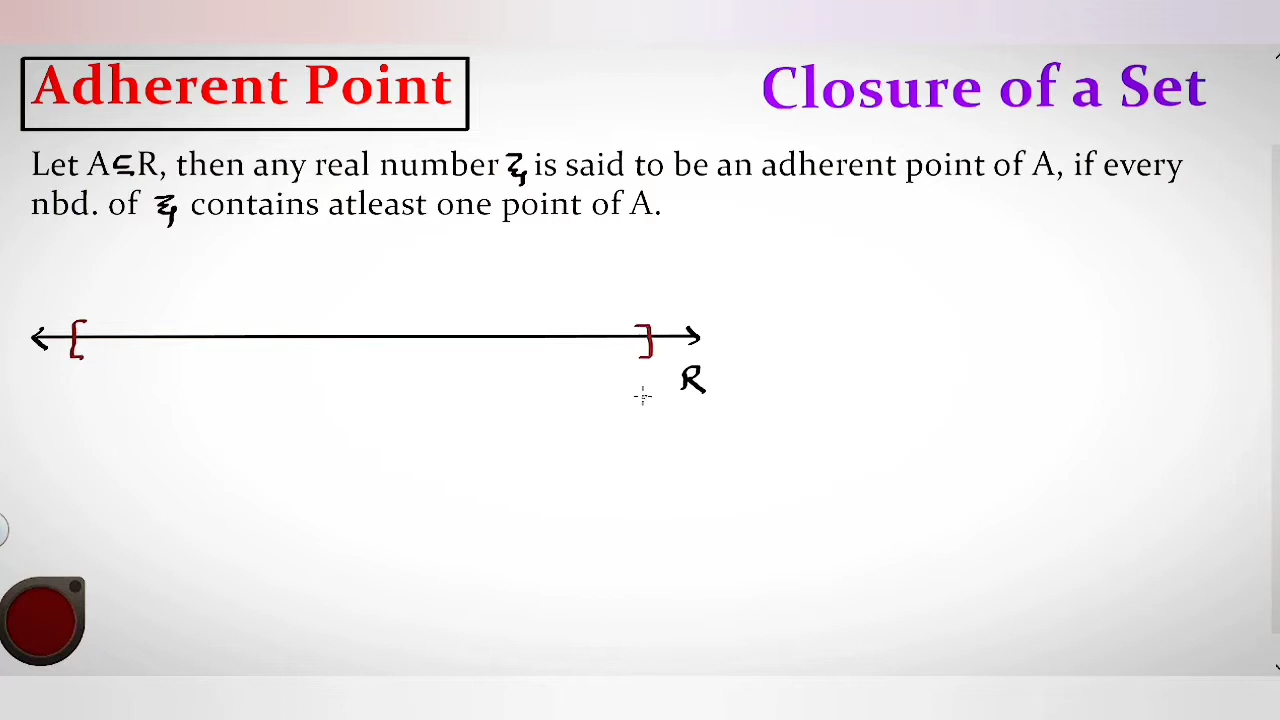 Adherent Point
Closure of a Set
Let A⊆R, then any real number ξ is said to be an adherent point of A, if every
nbd. of ξ contains atleast one point of A.
R